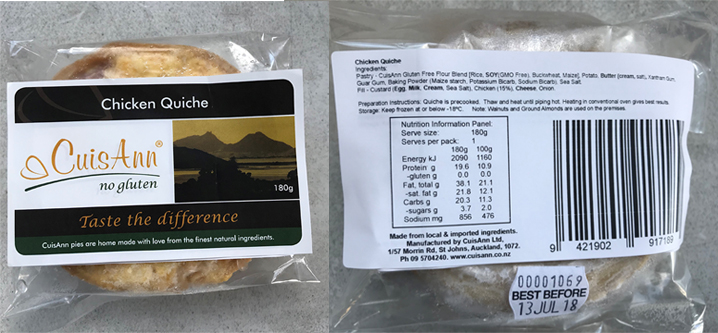 Chicken Quiche
CuisAnn®
no gluten
180g
Taste the difference
CuisAnn pies are home made with love from the finest natural ingredients.
Chicken Quiche
Ingredients:
Pastry - CuisAnn Gluten Free Flour Blend [Rice, SOY(GMO Free), Buckwheat, Maize], Potato, Butter (cream, salt), Xantham Gum,
Guar Gum, Baking Powder (Maize starch, Potassium Bicarb, Sodium Bicarb), Sea Salt.
Fill - Custard (Egg, Milk, Cream, Sea Salt), Chicken (15%), Cheese, Onion.
Preparation Instructions: Quiche is precooked. Thaw and heat until piping hot. Heating in conventional oven gives best results.
Storage: Keep frozen at or below -18°C. Note: Walnuts and Ground Almonds are used on the premises.
Nutrition Information Panel:
Serve size: 180g
Serves per pack: 1
180g 100g
Energy kJ 2090 1160
Protein g 19.6 10.9
-gluten g 0.0 0.0
Fat, total g 38.1 21.1
-sat. fat g 21.8 12.1
Carbs g 20.3 11.3
-sugars g 3.7 2.0
Sodium mg 856 476
Made from local & imported ingredients.
Manufactured by CuisAnn Ltd,
1/57 Morrin Rd, St Johns, Auckland, 1072.
Ph 09 5704240. www.cuisann.co.nz
9 421902 917189
00001069
BEST BEFORE
13 JUL 18